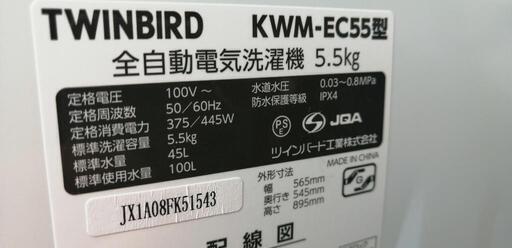 TWINBIRD KWM-EC55型
全自動電気洗濯機 5.5kg
定格電圧 100V～
定格周波数 50/60Hz
定格消費電力 375/445W
標準洗濯容量 5.5kg
標準水量 45L
標準使用水量 100L
水道水圧 0.03～0.8MPa
防水保護等級 IPX4
PSE JQA
ツインバード工業株式会社
MADE IN CHINA
外形寸法
幅 565mm
奥行き 545mm
高さ 895mm
JX1A08FK51543
配線図